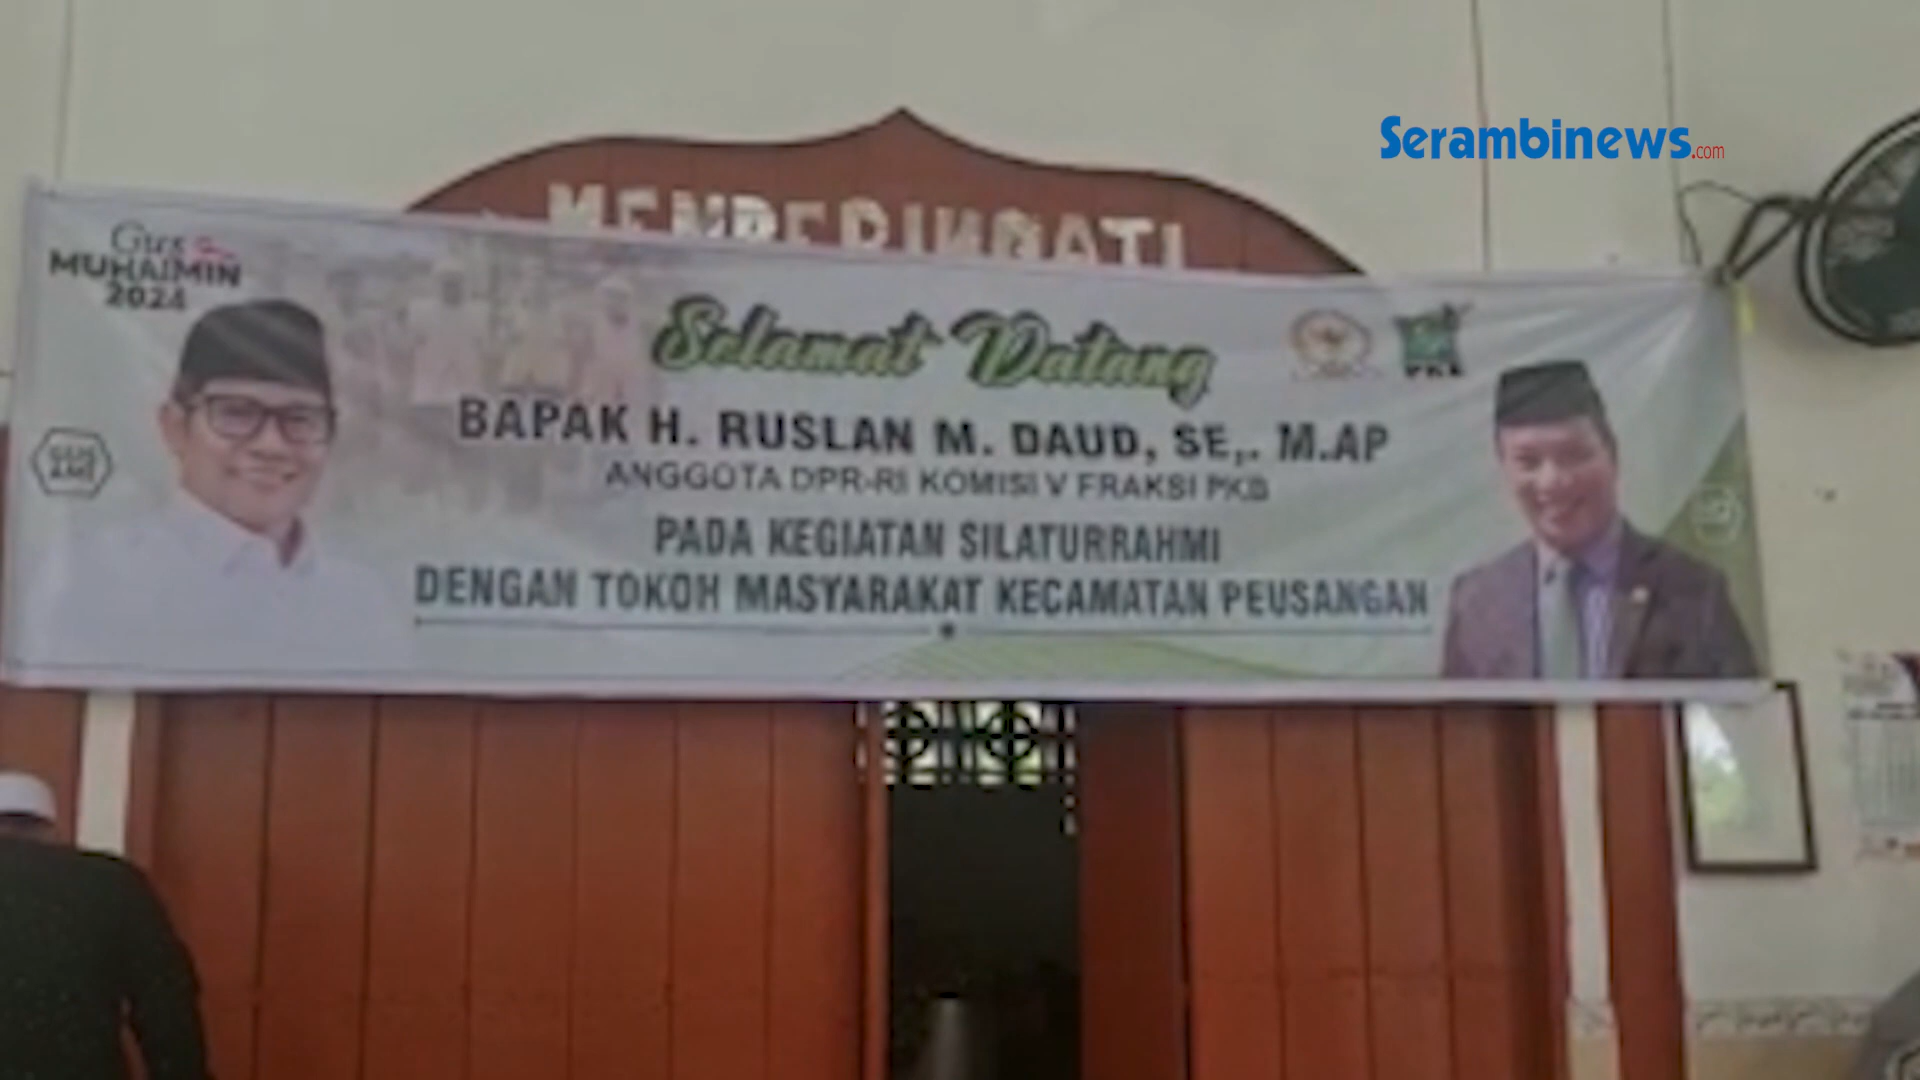 Serambinews.com
MEMPERINGATI
Gus
MUHAIMIN
2024
Selamat Datang
BAPAK H. RUSLAN M. DAUD, SE,. M.AP
ANGGOTA DPR-RI KOMISI V FRAKSI PKB
PADA KEGIATAN SILATURRAHMI
DENGAN TOKOH MASYARAKAT KECAMATAN PEUSANGAN
PKB